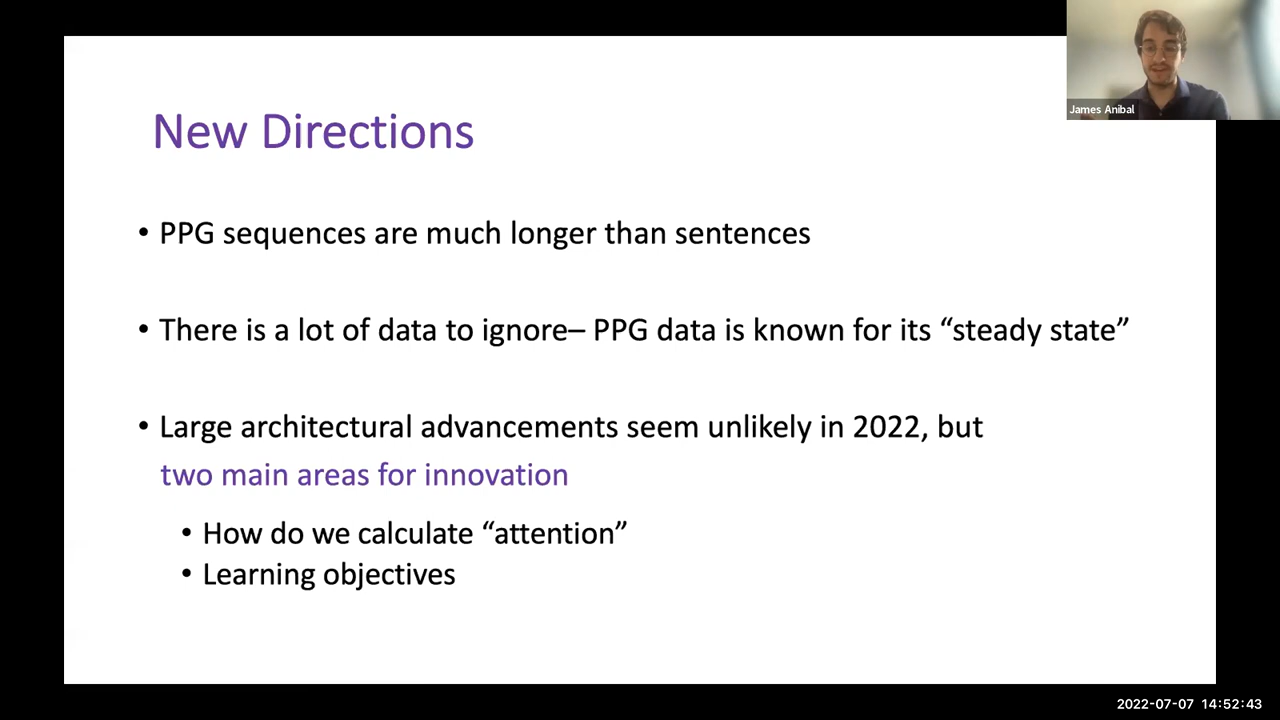 James Anibal
New Directions
• PPG sequences are much longer than sentences
• There is a lot of data to ignore– PPG data is known for its “steady state”
• Large architectural advancements seem unlikely in 2022, but
two main areas for innovation
• How do we calculate “attention”
• Learning objectives
2022-07-07 14:52:43